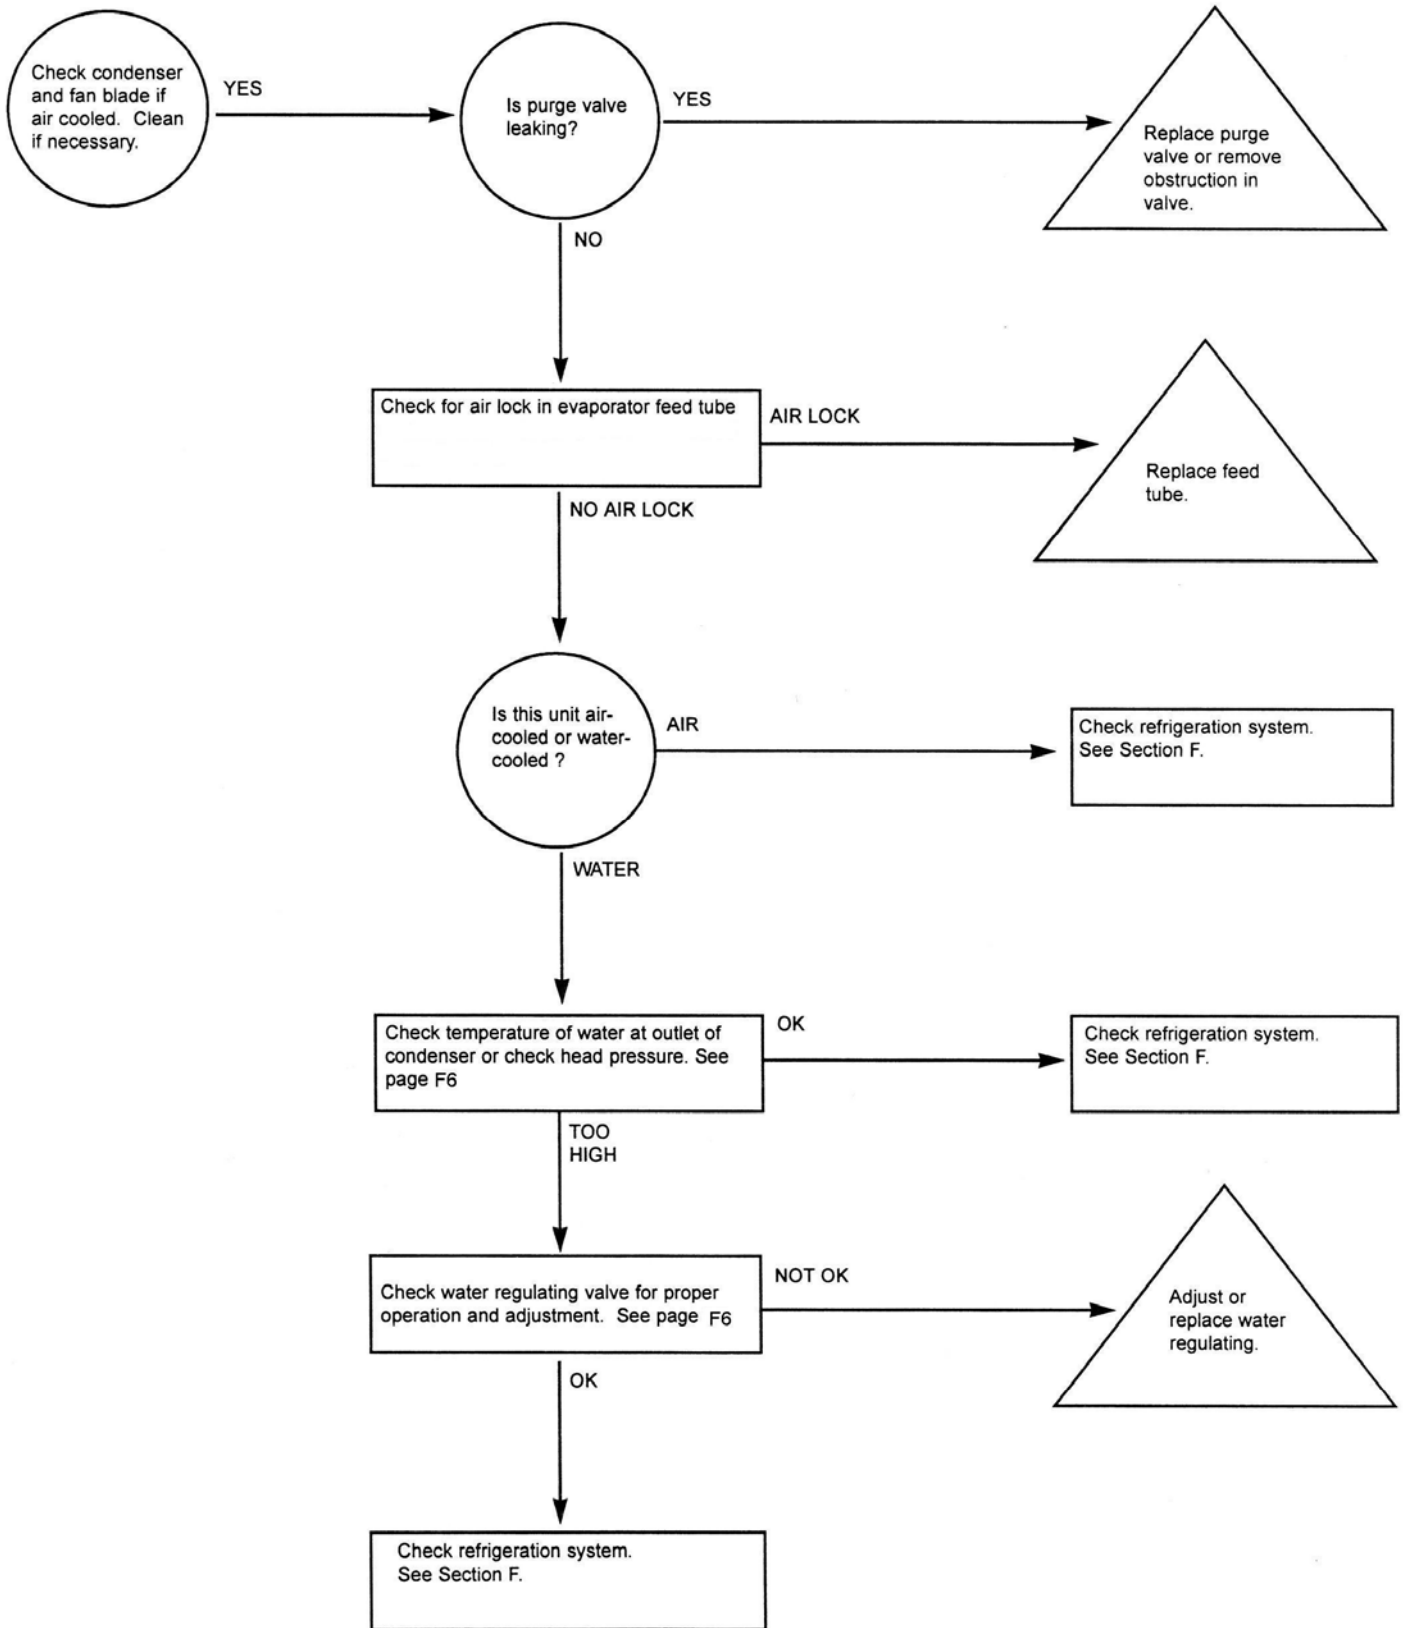 Check condenser
and fan blade if
air cooled. Clean
if necessary.
YES
Is purge valve
leaking?
YES
Replace purge
valve or remove
obstruction in
valve.
NO
Check for air lock in evaporator feed tube
AIR LOCK
Replace feed
tube.
NO AIR LOCK
Is this unit air-
cooled or water-
cooled ?
AIR
Check refrigeration system.
See Section F.
WATER
Check temperature of water at outlet of
condenser or check head pressure. See
page F6
OK
Check refrigeration system.
See Section F.
TOO
HIGH
Check water regulating valve for proper
operation and adjustment. See page F6
NOT OK
Adjust or
replace water
regulating.
OK
Check refrigeration system.
See Section F.